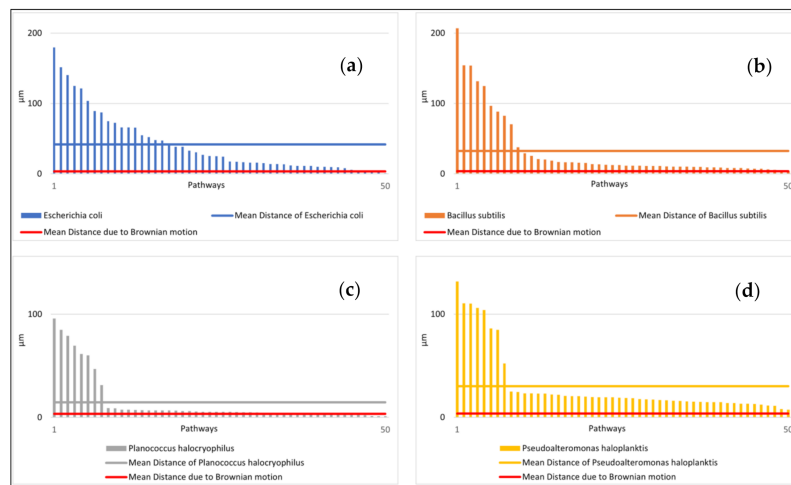 200
(a)
100
µm
0
1
Pathways
50
Escherichia coli
Mean Distance of Escherichia coli
Mean Distance due to Brownian motion
200
(b)
100
µm
0
1
Pathways
50
Bacillus subtilis
Mean Distance of Bacillus subtilis
Mean Distance due to Brownian motion
(c)
100
µm
0
1
Pathways
50
Planococcus halocryophilus
Mean Distance of Planococcus halocryophilus
Mean Distance due to Brownian motion
(d)
100
µm
0
1
Pathways
50
Pseudoalteromonas haloplanktis
Mean Distance of Pseudoalteromonas haloplanktis
Mean Distance due to Brownian motion